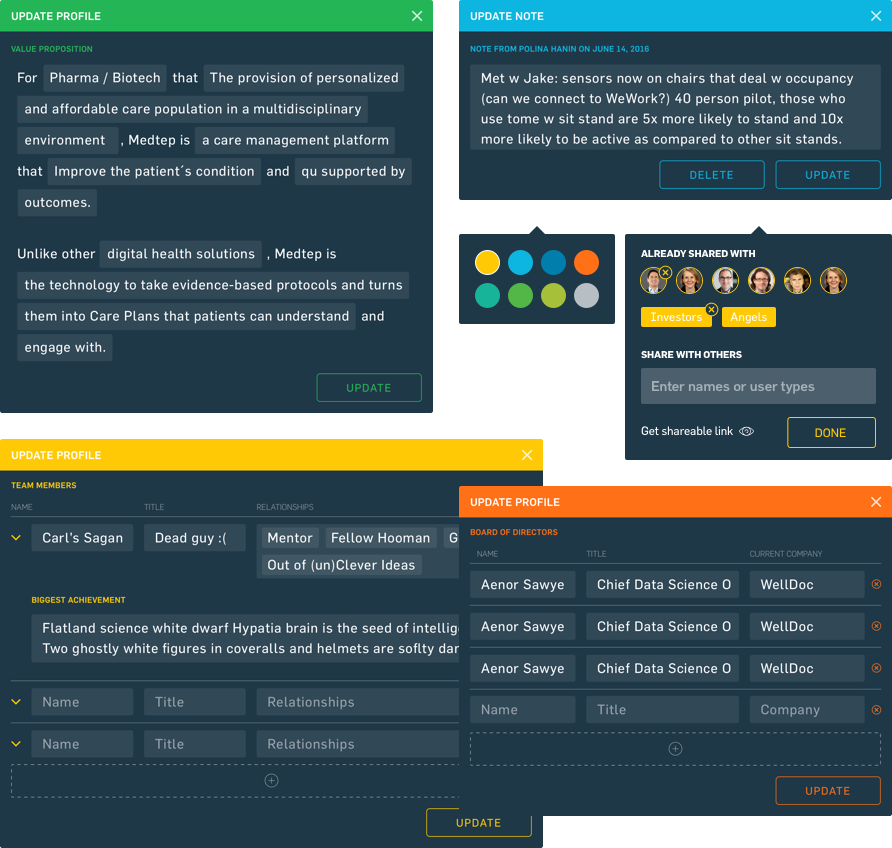 UPDATE PROFILE
VALUE PROPOSITION
For Pharma / Biotech that The provision of personalized
and affordable care population in a multidisciplinary
environment , Medtep is a care management platform
that Improve the patient´s condition and qu supported by
outcomes.
Unlike other digital health solutions , Medtep is
the technology to take evidence-based protocols and turns
them into Care Plans that patients can understand and
engage with.
UPDATE
UPDATE NOTE
NOTE FROM POLINA HANIN ON JUNE 14, 2016
Met w Jake: sensors now on chairs that deal w occupancy
(can we connect to WeWork?) 40 person pilot, those who
use tome w sit stand are 5x more likely to stand and 10x
more likely to be active as compared to other sit stands.
DELETE UPDATE
ALREADY SHARED WITH
Investors Angels
SHARE WITH OTHERS
Enter names or user types
Get shareable link DONE
UPDATE PROFILE
TEAM MEMBERS
NAME TITLE RELATIONSHIPS
Carl's Sagan Dead guy :( Mentor Fellow Hooman G
Out of (un)Clever Ideas
BIGGEST ACHIEVEMENT
Flatland science white dwarf Hypatia brain is the seed of intellig
Two ghostly white figures in coveralls and helmets are soflty dan
Name Title Relationships
Name Title Relationships
UPDATE
UPDATE PROFILE
BOARD OF DIRECTORS
NAME TITLE CURRENT COMPANY
Aenor Sawye Chief Data Science O WellDoc
Aenor Sawye Chief Data Science O WellDoc
Aenor Sawye Chief Data Science O WellDoc
Name Title Company
UPDATE